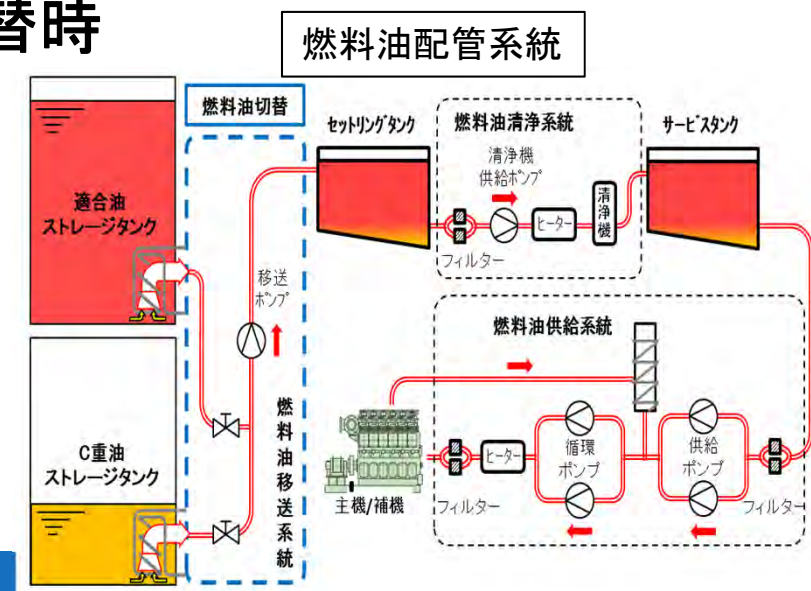 替時
燃料油配管系統
燃料油切替
適合油
ストレージタンク
C重油
ストレージタンク
移送
ポンプ
燃料油移送系統
セットリングタンク
燃料油清浄系統
清浄機
供給ポンプ
フィルター
ヒーター
清浄機
サービスタンク
燃料油供給系統
主機/補機
フィルター
ヒーター
循環
ポンプ
供給
ポンプ
フィルター